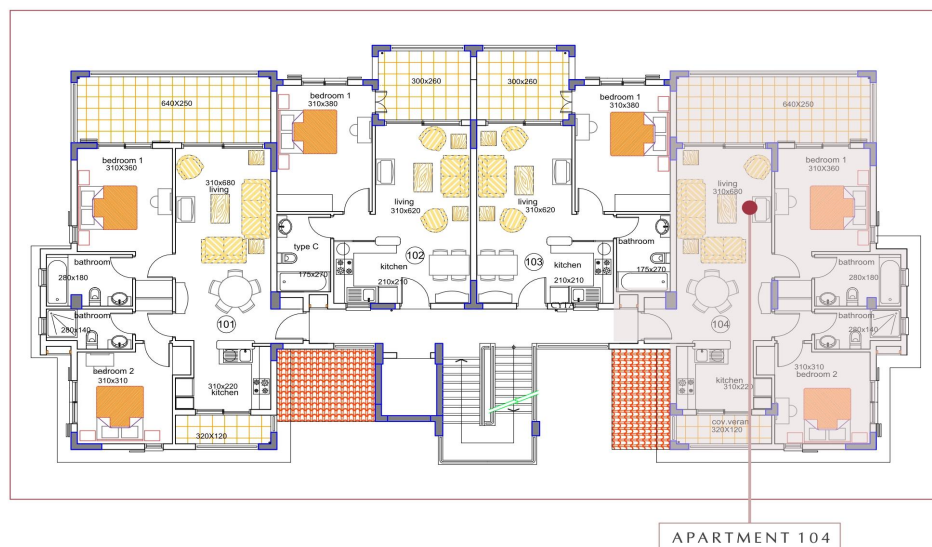 300x260
300x260
640X250
bedroom 1
310x380
bedroom 1
310x380
640X250
bedroom 1
310X360
310x680
living
living
310x620
living
310x620
living
310x680
bedroom 1
310X360
bathroom
280x180
type C
175x270
102
kitchen
210x210
103
kitchen
210x210
bathroom
175x270
bathroom
280x180
bathroom
280x140
101
104
bathroom
280x140
bedroom 2
310x310
310x220
kitchen
kitchen
310x220
310x310
bedroom 2
320X120
cov.veran
320X120
APARTMENT 104